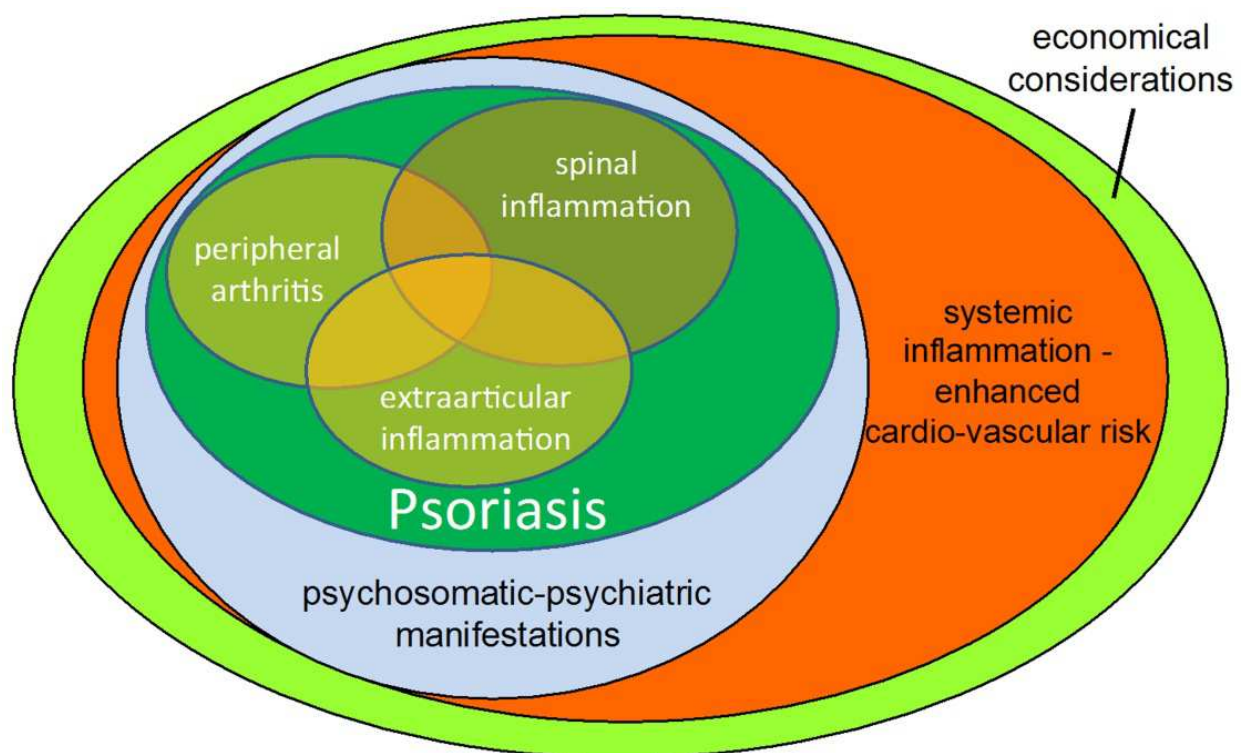 economical
considerations
spinal
inflammation
peripheral
arthritis
systemic
inflammation -
enhanced
cardio-vascular risk
extraarticular
inflammation
Psoriasis
psychosomatic-psychiatric
manifestations